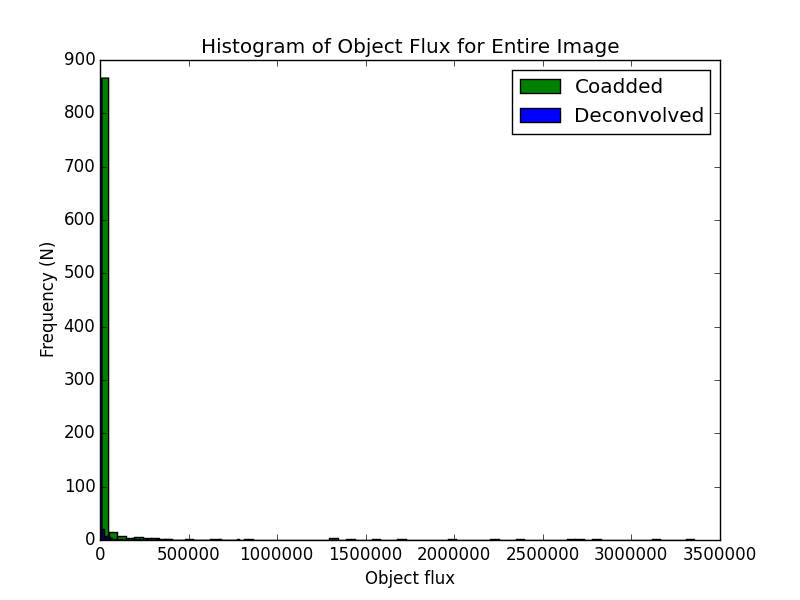 Histogram of Object Flux for Entire Image
Coadded
Deconvolved
900
800
700
600
500
400
300
200
100
0
Frequency (N)
0 500000 1000000 1500000 2000000 2500000 3000000 3500000
Object flux